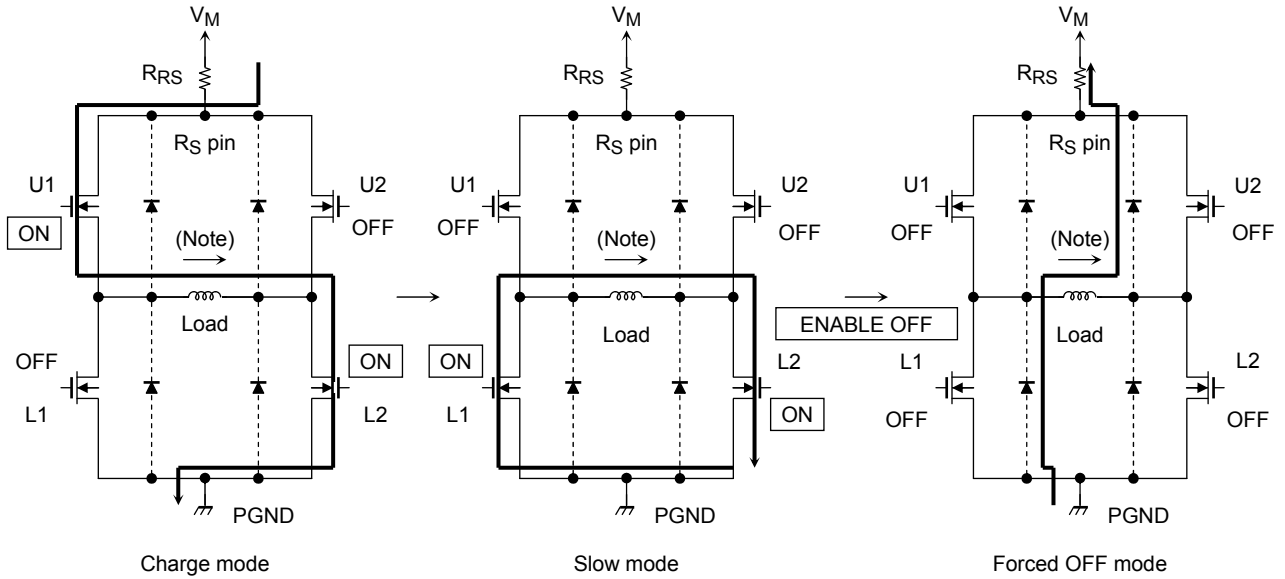 VM
RRS
RS pin
U1
U2
ON
OFF
(Note)
Load
OFF
ON
L1
L2
PGND
Charge mode
VM
RRS
RS pin
U1
U2
OFF
OFF
(Note)
Load
ON
L2
L1
ON
PGND
Slow mode
ENABLE OFF
VM
RRS
RS pin
U1
U2
OFF
OFF
(Note)
Load
L1
L2
OFF
OFF
PGND
Forced OFF mode